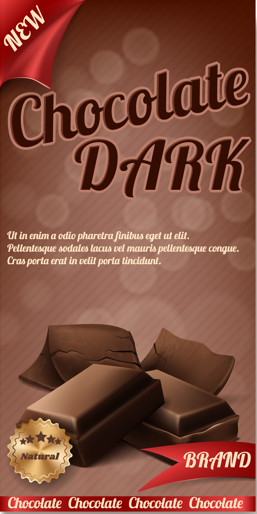 NEW
Chocolate
DARK
Ut in enim a odio pharetra finibus eget ut elit.
Pellentesque sodales lacus vel mauris pellentesque congue.
Cras porta erat in velit porta tincidunt.
Natural
BRAND
Chocolate Chocolate Chocolate Chocolate